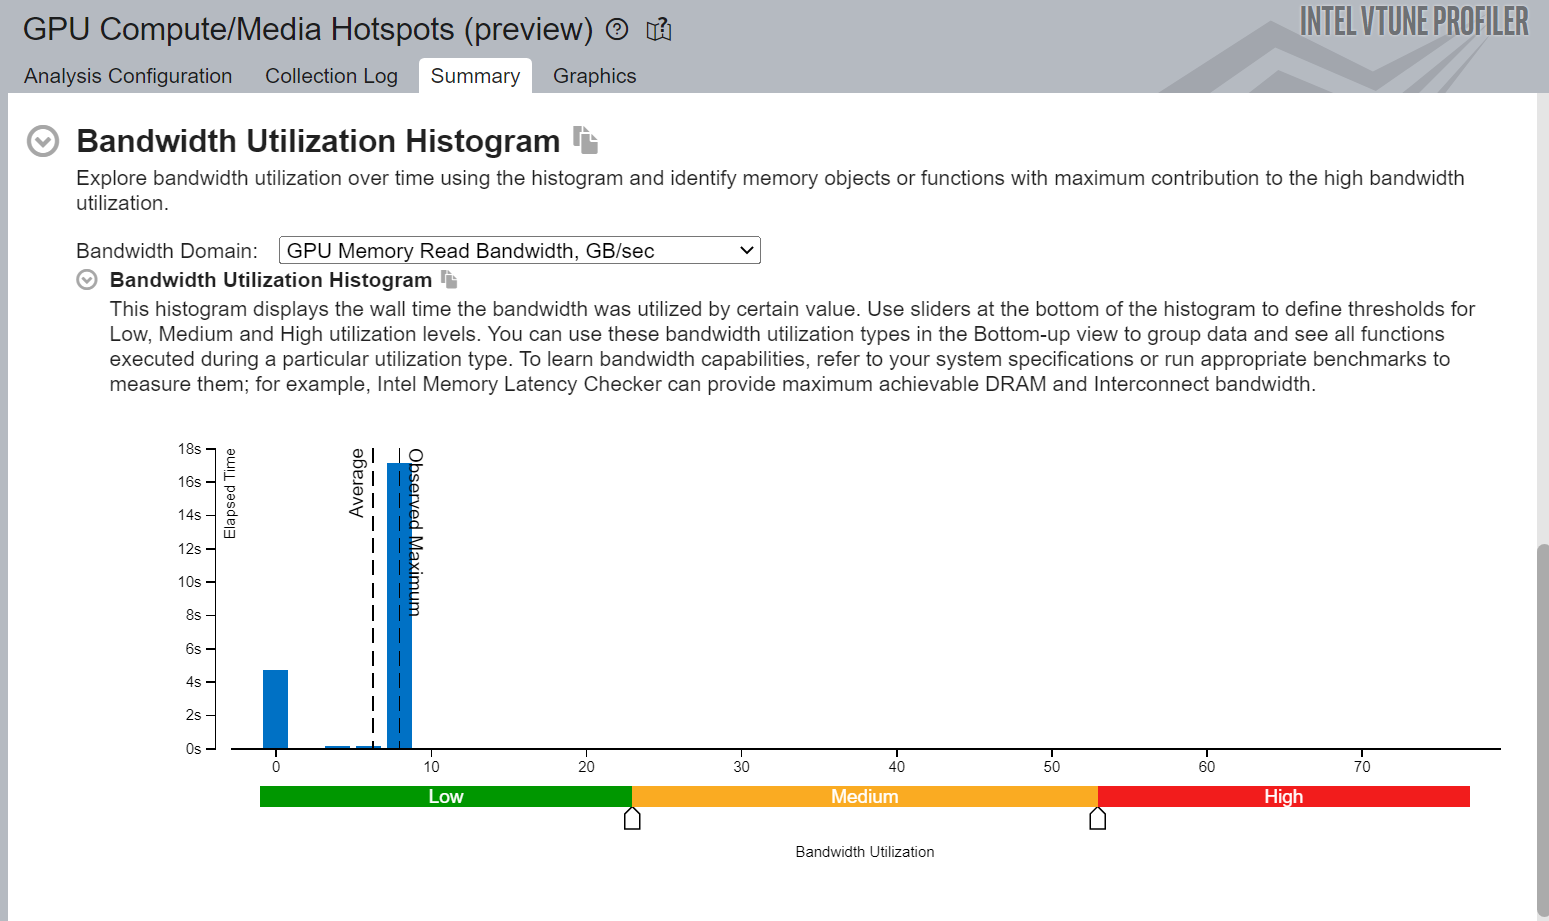 GPU Compute/Media Hotspots (preview)
INTEL VTUNE PROFILER
Analysis Configuration Collection Log Summary Graphics
Bandwidth Utilization Histogram
Explore bandwidth utilization over time using the histogram and identify memory objects or functions with maximum contribution to the high bandwidth
utilization.
Bandwidth Domain: GPU Memory Read Bandwidth, GB/sec
Bandwidth Utilization Histogram
This histogram displays the wall time the bandwidth was utilized by certain value. Use sliders at the bottom of the histogram to define thresholds for
Low, Medium and High utilization levels. You can use these bandwidth utilization types in the Bottom-up view to group data and see all functions
executed during a particular utilization type. To learn bandwidth capabilities, refer to your system specifications or run appropriate benchmarks to
measure them; for example, Intel Memory Latency Checker can provide maximum achievable DRAM and Interconnect bandwidth.
18s
16s
14s
12s
10s
8s
6s
4s
2s
0s
Elapsed Time
Average
Observed Maximum
0 10 20 30 40 50 60 70
Low Medium High
Bandwidth Utilization